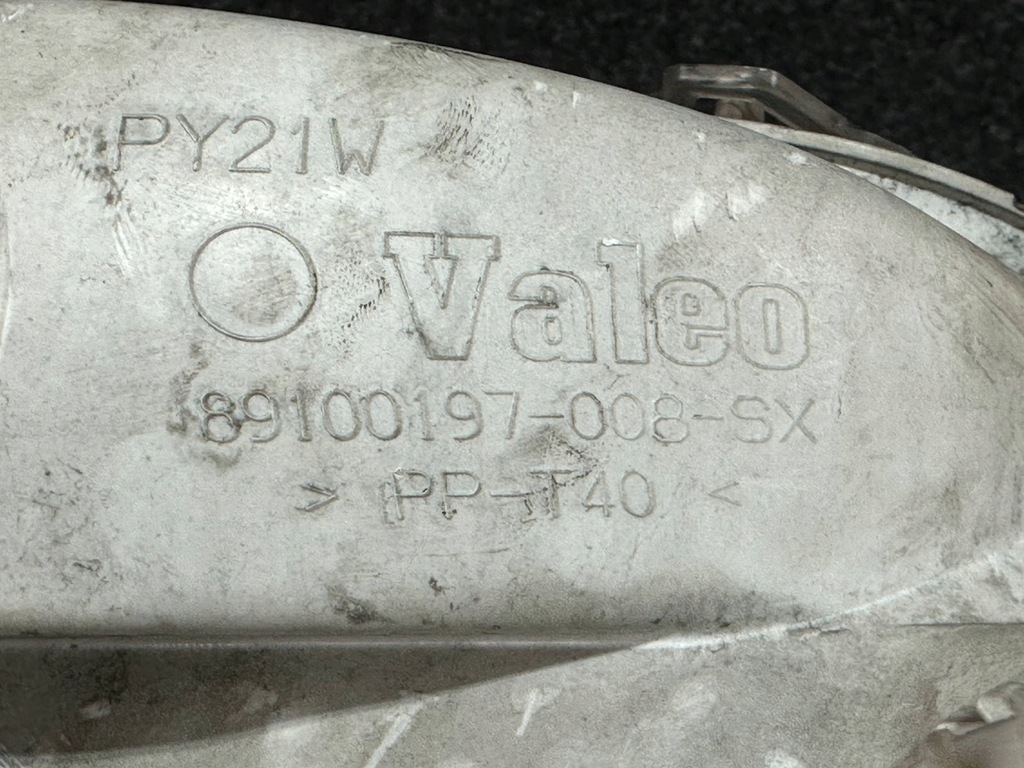 PY21W
Valeo
89100197-008-SX
> PP-T40 <